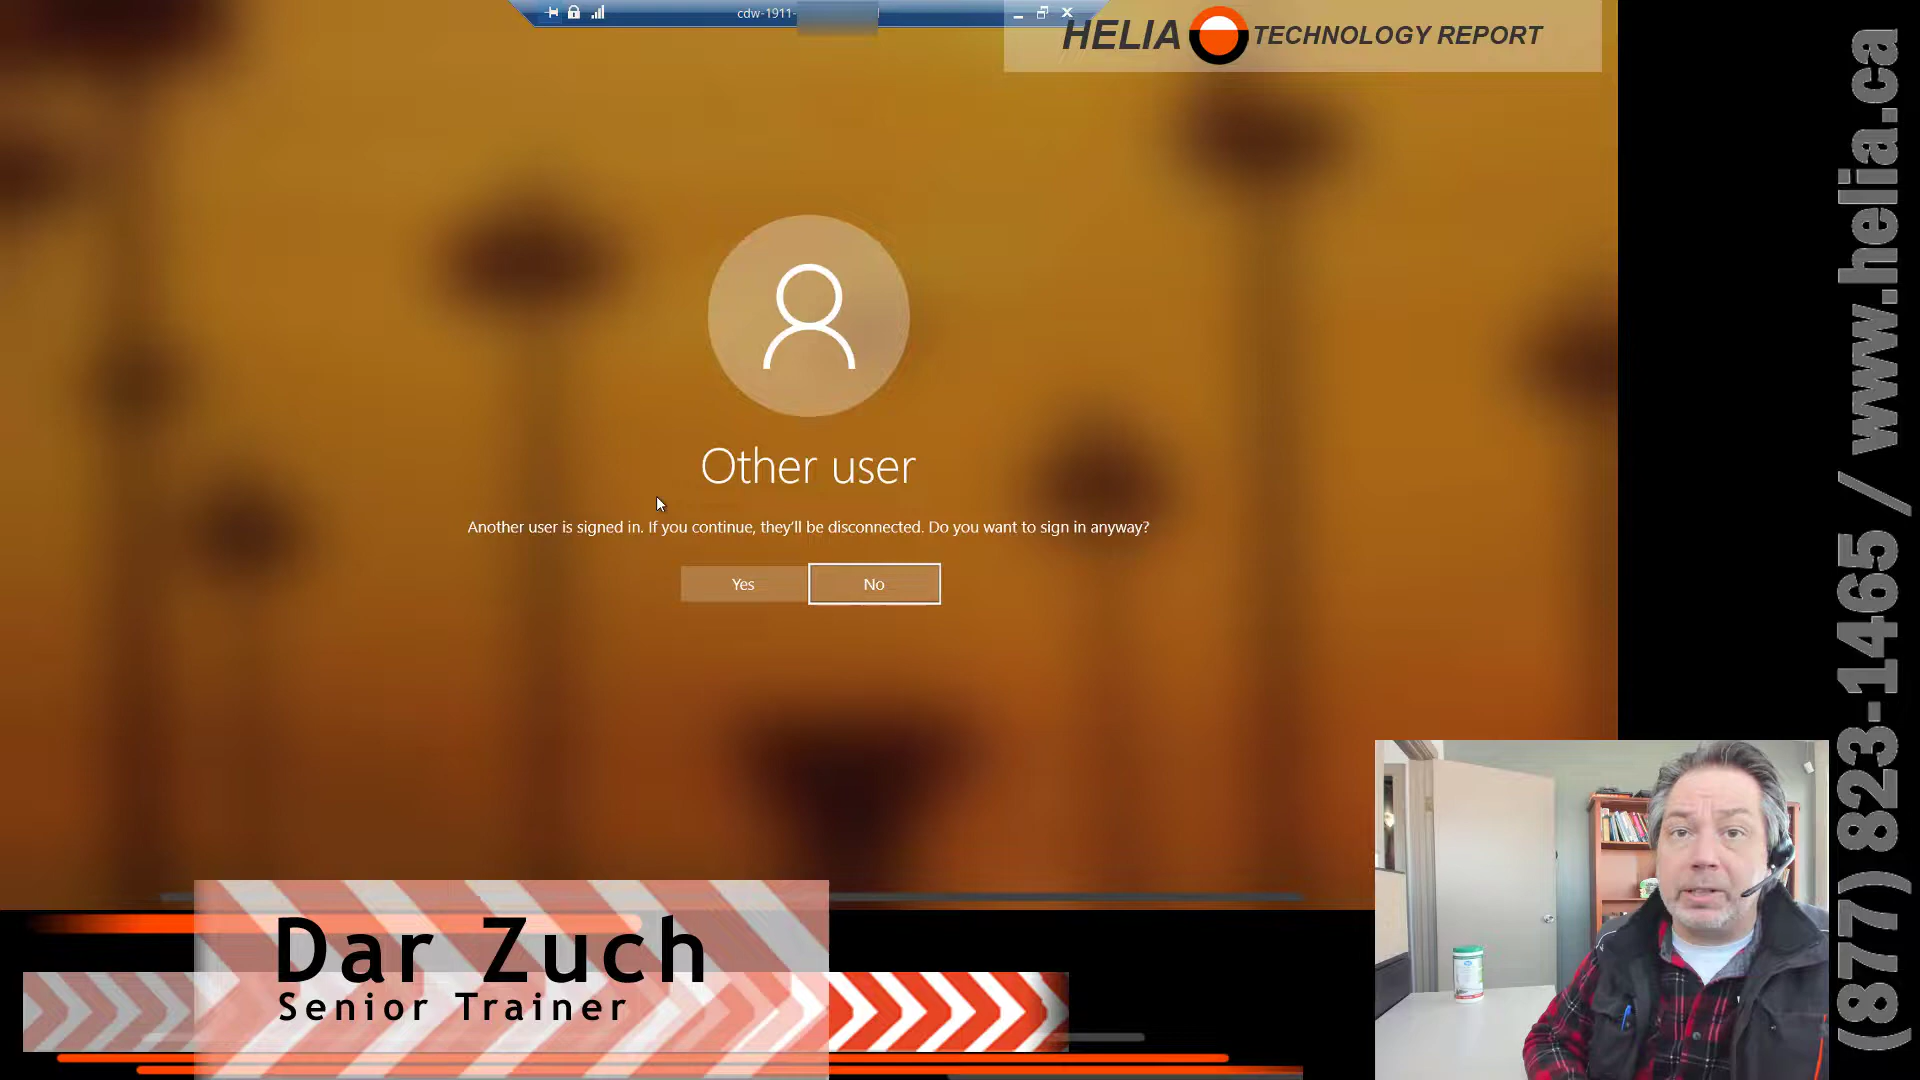 cdw-1911-
HELIA TECHNOLOGY REPORT
Other user
Another user is signed in. If you continue, they'll be disconnected. Do you want to sign in anyway?
Yes
No
Dar Zuch
Senior Trainer
(877) 823-1465 / www.helia.ca